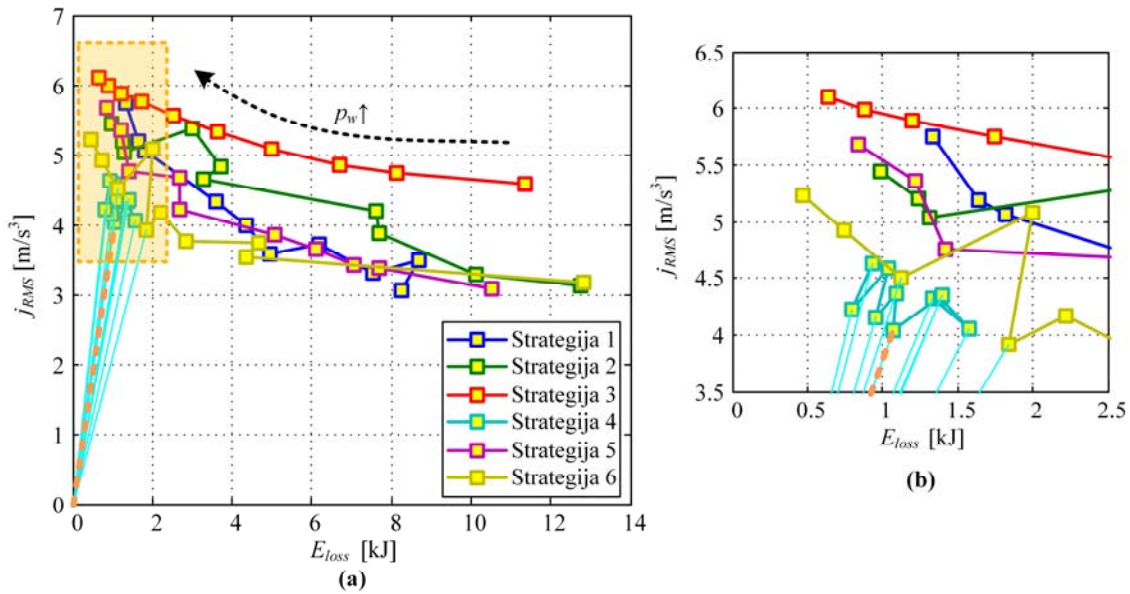 7
6
5
4
3
2
1
0
j_RMS [m/s³]
p_w↑
Strategija 1
Strategija 2
Strategija 3
Strategija 4
Strategija 5
Strategija 6
0 2 4 6 8 10 12 14
E_loss [kJ]
(a)
6.5
6
5.5
5
4.5
4
3.5
j_RMS [m/s³]
0 0.5 1 1.5 2 2.5
E_loss [kJ]
(b)